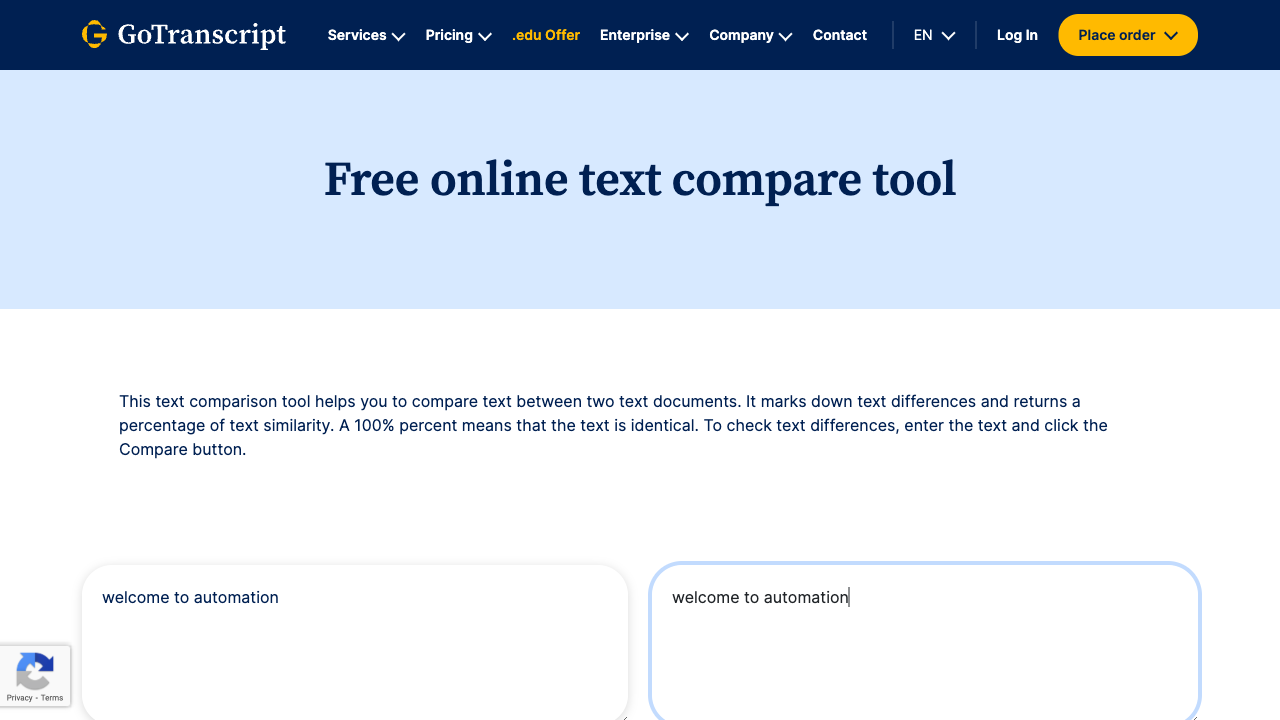 GoTranscript Services Pricing .edu Offer Enterprise Company Contact EN Log In Place order
Free online text compare tool
This text comparison tool helps you to compare text between two text documents. It marks down text differences and returns a
percentage of text similarity. A 100% percent means that the text is identical. To check text differences, enter the text and click the
Compare button.
welcome to automation
welcome to automation
Privacy - Terms